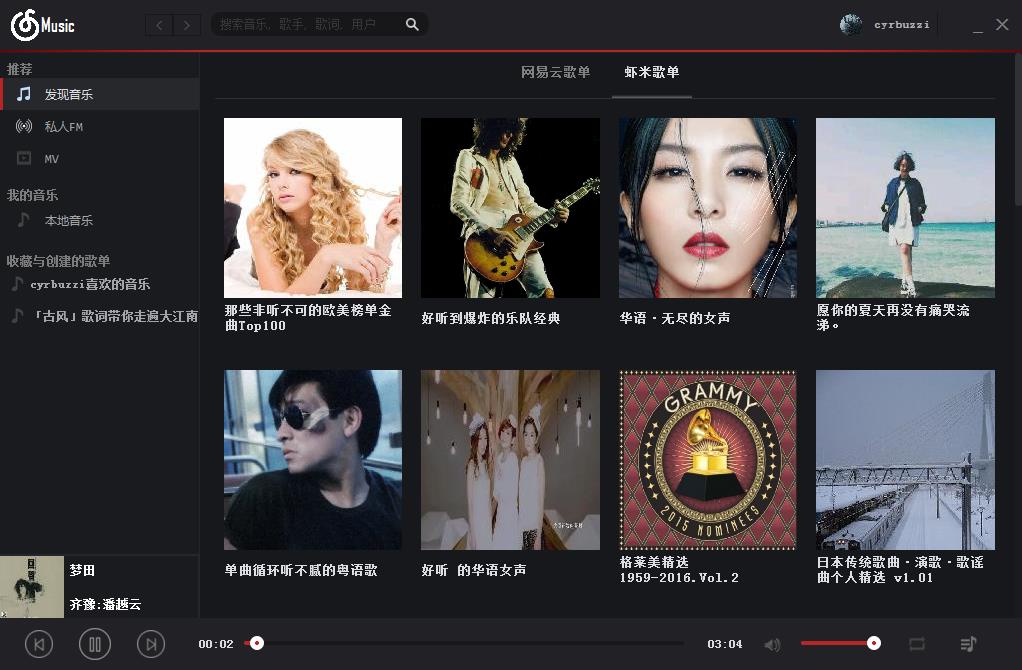 Music
搜索音乐, 歌手, 歌词, 用户
cyrbuzzi
推荐
发现音乐
私人FM
MV
我的音乐
本地音乐
收藏与创建的歌单
cyrbuzzi喜欢的音乐
「古风」歌词带你走遍大江南
网易云歌单
虾米歌单
那些非听不可的欧美榜单金
曲Top100
好听到爆炸的乐队经典
华语·无尽的女声
愿你的夏天再没有痛哭流
涕。
GRAMMY
2015 NOMINEES
单曲循环听不腻的粤语歌
好听 的华语女声
格莱美精选
1959-2016.Vol.2
日本传统歌曲·演歌·歌谣
曲个人精选 v1.01
梦田
齐豫:潘越云
00:02
03:04